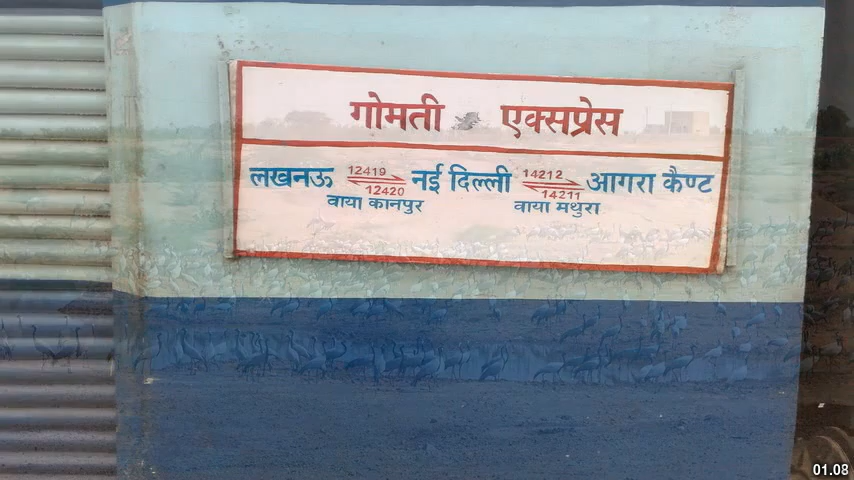 गोमती एक्सप्रेस
लखनऊ 12419 12420 नई दिल्ली 14212 14211 आगरा कैण्ट
वाया कानपुर वाया मथुरा
01.08